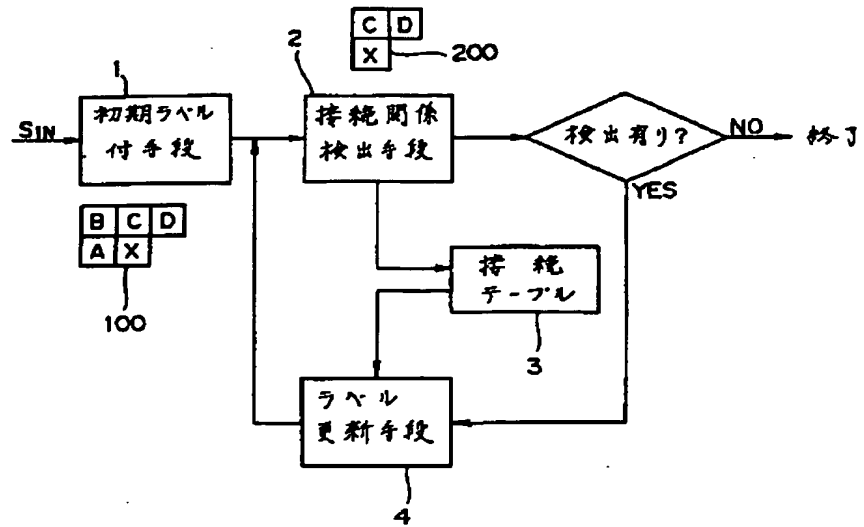 1
SIN
初期ラベル
付手段
B C D
A X
100
2
C D
X
200
接続関係
検出手段
検出有り?
NO
終了
YES
接続
テーブル
3
ラベル
更新手段
4